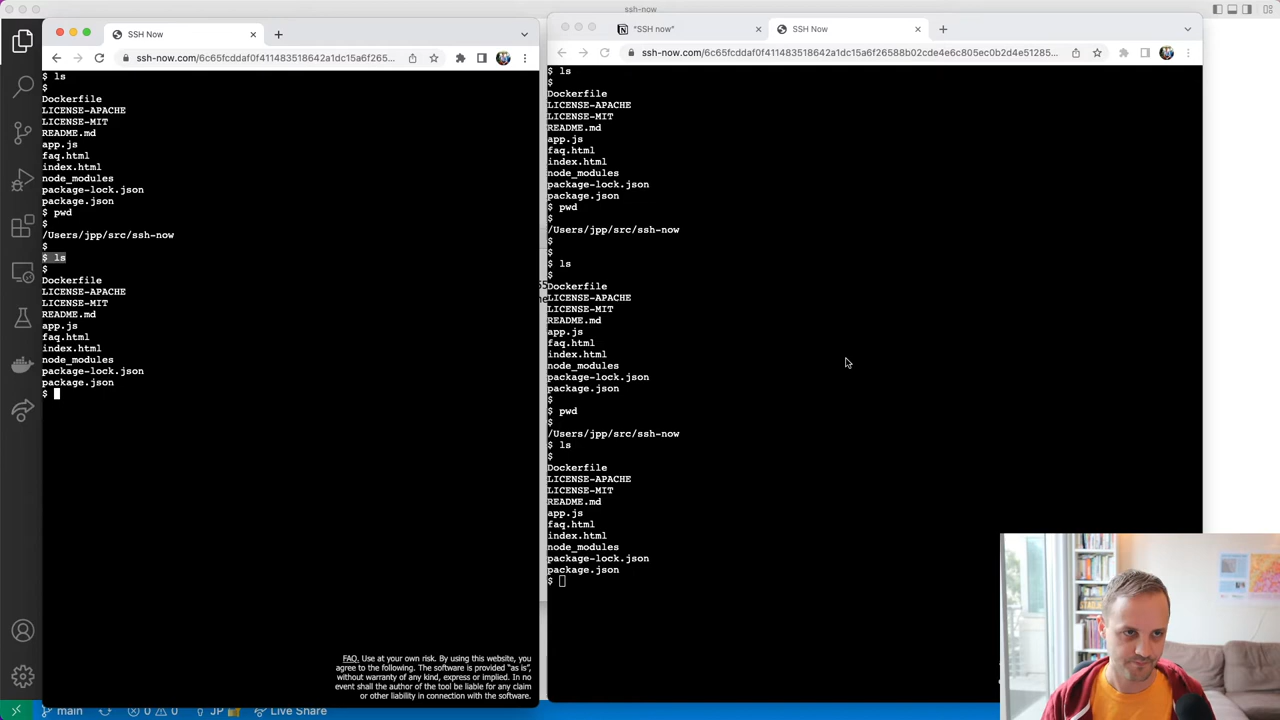 ssh-now
SSH Now
ssh-now.com/6c65fcddaf0f411483518642a1dc15a6f265...
$ ls
$
Dockerfile
LICENSE-APACHE
LICENSE-MIT
README.md
app.js
faq.html
index.html
node_modules
package-lock.json
package.json
$ pwd
$
/Users/jpp/src/ssh-now
$
$ ls
$
Dockerfile
LICENSE-APACHE
LICENSE-MIT
README.md
app.js
faq.html
index.html
node_modules
package-lock.json
package.json
$
FAQ. Use at your own risk. By using this website, you
agree to the following. The software is provided “as is”,
without warranty of any kind, express or implied. In no
event shall the author of the tool be liable for any claim
or other liability in connection with the software.
"SSH now"
SSH Now
ssh-now.com/6c65fcddaf0f411483518642a1dc15a6f26588b02cde4e6c805ec0b2d4e51285...
$ ls
$
Dockerfile
LICENSE-APACHE
LICENSE-MIT
README.md
app.js
faq.html
index.html
node_modules
package-lock.json
package.json
$ pwd
$
/Users/jpp/src/ssh-now
$
$
$ ls
$
Dockerfile
LICENSE-APACHE
LICENSE-MIT
README.md
app.js
faq.html
index.html
node_modules
package-lock.json
package.json
$
$ pwd
$
/Users/jpp/src/ssh-now
$ ls
$
Dockerfile
LICENSE-APACHE
LICENSE-MIT
README.md
app.js
faq.html
index.html
node_modules
package-lock.json
package.json
$
main 0 0 JP Live Share